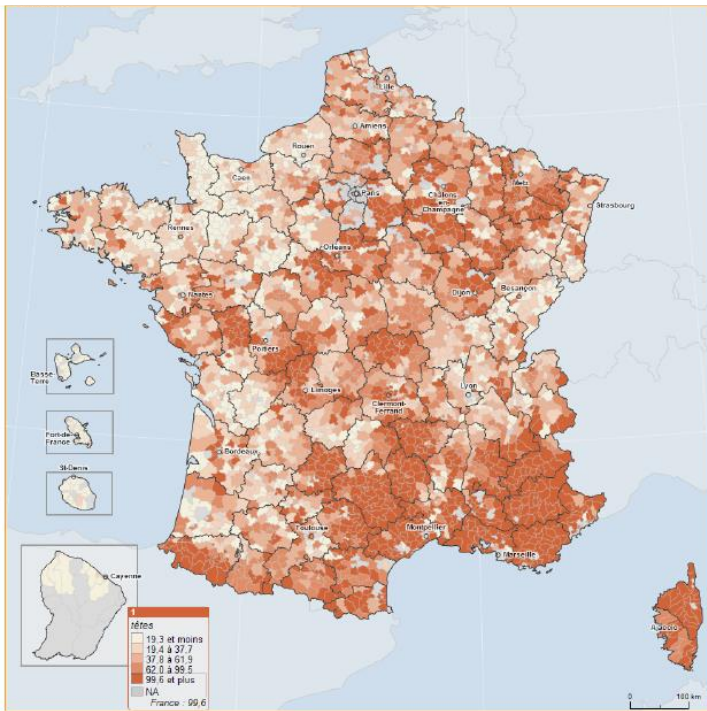 Lille
Amiens
Rouen
Caen
Paris
Metz
Châlons
en
Champagne
Strasbourg
Rennes
Orléans
Nantes
Dijon
Besançon
Poitiers
Basse
Terre
Limoges
Lyon
Clermont
Ferrand
Fort-de
France
Bordeaux
St-Denis
Toulouse
Montpellier
Marseille
Cayenne
Ajaccio
1
têtes
19,3 et moins
19,4 à 37,7
37,8 à 61,9
62,0 à 99,5
99,6 et plus
NA
France : 99,6
0 100 km